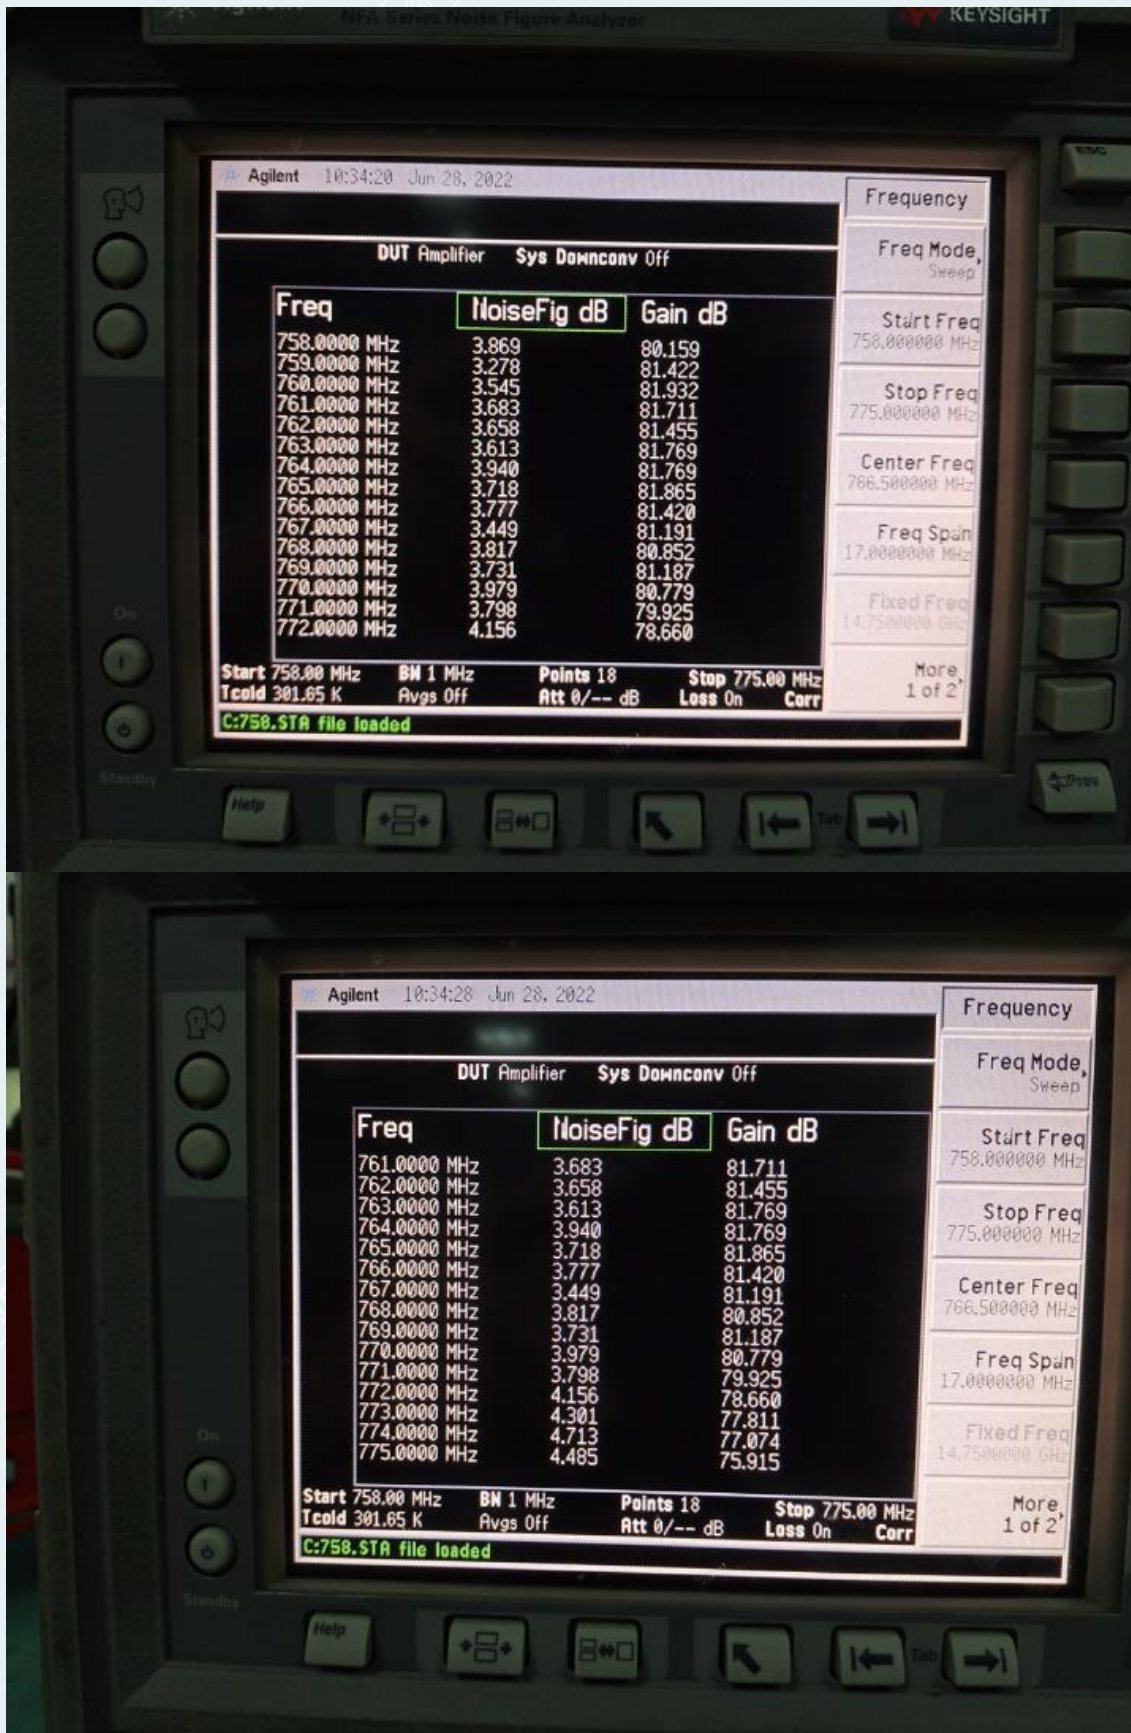 Agilent
NFA Series Noise Figure Analyzer
KEYSIGHT
Agilent 10:34:20 Jun 28, 2022
DUT Amplifier Sys Downconv Off
Freq NoiseFig dB Gain dB
758.0000 MHz 3.869 80.159
759.0000 MHz 3.278 81.422
760.0000 MHz 3.545 81.932
761.0000 MHz 3.683 81.711
762.0000 MHz 3.658 81.455
763.0000 MHz 3.613 81.769
764.0000 MHz 3.940 81.769
765.0000 MHz 3.718 81.865
766.0000 MHz 3.777 81.420
767.0000 MHz 3.449 81.191
768.0000 MHz 3.817 80.852
769.0000 MHz 3.731 81.187
770.0000 MHz 3.979 80.779
771.0000 MHz 3.798 79.925
772.0000 MHz 4.156 78.660
Start 758.00 MHz BW 1 MHz Points 18 Stop 775.00 MHz
Tcold 301.65 K Avgs Off Att 0/-- dB Loss On Corr
C:758.STA file loaded
Frequency
Freq Mode
Sweep
Start Freq
758.000000 MHz
Stop Freq
775.000000 MHz
Center Freq
766.500000 MHz
Freq Span
17.0000000 MHz
Fixed Freq
14.7500000 GHz
More
1 of 2
ESC
On
Standby
Help
Tab
Agilent 10:34:28 Jun 28, 2022
DUT Amplifier Sys Downconv Off
Freq NoiseFig dB Gain dB
761.0000 MHz 3.683 81.711
762.0000 MHz 3.658 81.455
763.0000 MHz 3.613 81.769
764.0000 MHz 3.940 81.769
765.0000 MHz 3.718 81.865
766.0000 MHz 3.777 81.420
767.0000 MHz 3.449 81.191
768.0000 MHz 3.817 80.852
769.0000 MHz 3.731 81.187
770.0000 MHz 3.979 80.779
771.0000 MHz 3.798 79.925
772.0000 MHz 4.156 78.660
773.0000 MHz 4.301 77.811
774.0000 MHz 4.713 77.074
775.0000 MHz 4.485 75.915
Start 758.00 MHz BW 1 MHz Points 18 Stop 775.00 MHz
Tcold 301.65 K Avgs Off Att 0/-- dB Loss On Corr
C:758.STA file loaded
Frequency
Freq Mode
Sweep
Start Freq
758.000000 MHz
Stop Freq
775.000000 MHz
Center Freq
766.500000 MHz
Freq Span
17.0000000 MHz
Fixed Freq
14.7500000 GHz
More
1 of 2
On
Standby
Help
Tab